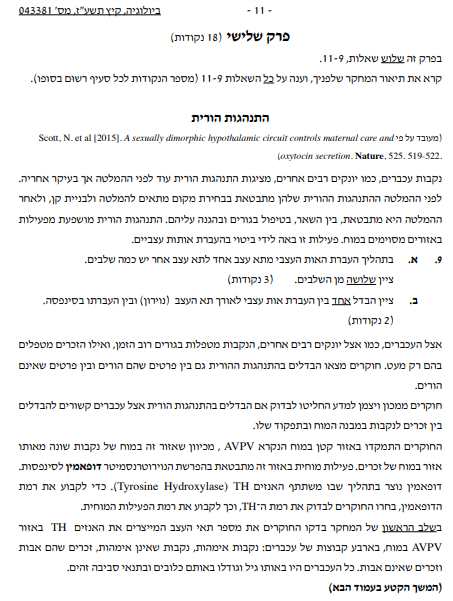 - 11 -
ביולוגיה, קיץ תשע"ז, מס' 043381
פרק שלישי (18 נקודות)
בפרק זה שלוש שאלות, 11-9.
קרא את תיאור המחקר שלפניך, וענה על כל השאלות 11-9 (מספר הנקודות לכל סעיף רשום בסופו).
התנהגות הורית
(מעובד על פי Scott, N. et al [2015]. A sexually dimorphic hypothalamic circuit controls maternal care and
oxytocin secretion. Nature, 525. 519-522.)
נקבות עכברים, כמו יונקים רבים אחרים, מציגות התנהגות הורית עוד לפני ההמלטה אך בעיקר אחריה.
לפני ההמלטה ההתנהגות ההורית שלהן מתבטאת בבחירת מקום מתאים להמלטה ולבניית קן, ולאחר
ההמלטה היא מתבטאת, בין השאר, בטיפול בגורים ובהגנה עליהם. התנהגות הורית מושפעת מפעילות
באזורים מסוימים במוח. פעילות זו באה לידי ביטוי בהעברת אותות עצביים.
9. א. בתהליך העברת האות העצבי מתא עצב אחד לתא עצב אחר יש כמה שלבים.
ציין שלושה מן השלבים. (3 נקודות)
ב. ציין הבדל אחד בין העברת אות עצבי לאורך תא העצב (נוירון) ובין העברתו בסינפסה.
(2 נקודות)
אצל העכברים, כמו אצל יונקים רבים אחרים, הנקבות מטפלות בגורים רוב הזמן, ואילו הזכרים מטפלים
בהם רק מעט. חוקרים מצאו הבדלים בהתנהגות ההורית גם בין פרטים שהם הורים ובין פרטים שאינם
הורים.
חוקרים ממכון ויצמן למדע החליטו לבדוק אם הבדלים בהתנהגות הורית אצל עכברים קשורים להבדלים
בין זכרים לנקבות במבנה המוח ובתפקוד שלו.
החוקרים התמקדו באזור קטן במוח הנקרא AVPV , מכיוון שאזור זה במוח של נקבות שונה מאותו
אזור במוח של זכרים. פעילות מוחית באזור זה מתבטאת בהפרשת הנוירוטרנסמיטר דופאמין לסינפסות.
דופאמין נוצר בתהליך שבו משתתף האנזים TH (Tyrosine Hydroxylase). כדי לקבוע את רמת
הדופאמין, בחרו החוקרים לבדוק את רמת ה־TH, וכך לקבוע את רמת הפעילות המוחית.
בשלב הראשון של המחקר בדקו החוקרים את מספר תאי העצב המייצרים את האנזים TH באזור
AVPV במוח, בארבע קבוצות של עכברים: נקבות אימהות, נקבות שאינן אימהות, זכרים שהם אבות
וזכרים שאינם אבות. כל העכברים היו באותו גיל וגודלו באותם כלובים ובתנאי סביבה זהים.
(המשך הקטע בעמוד הבא)